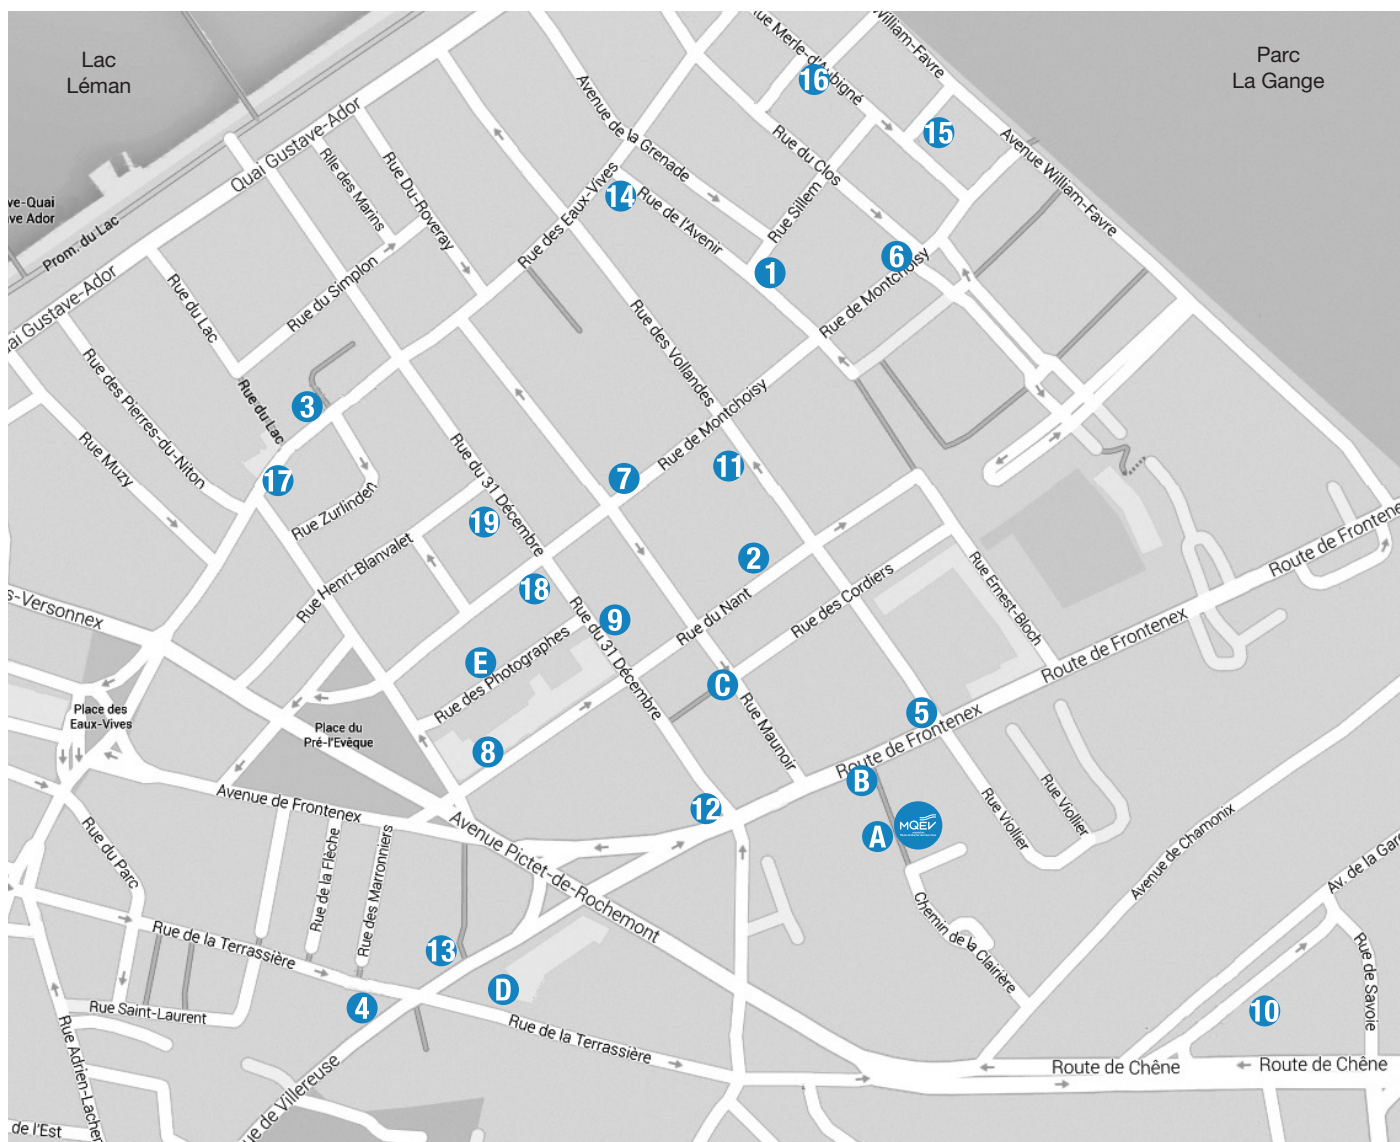 Lac
Léman
Parc
La Gange
Rue Merle-d'Aubigné
William-Favre
16
15
Avenue William-Favre
Avenue de la Grenade
Rue du Clos
Rue Sillem
Quai Gustave-Ador
Rlle des Marins
Rue Du-Roveray
Rue des Eaux-Vives
14
Rue de l'Avenir
1
6
Rue de Montchoisy
ve-Quai
ve Ador
Prom. du Lac
ai Gustave-Ador
Rue du Lac
Rue du Simplon
Rue des Vollandes
Rue des Pierres-du-Niton
Rue du Lac
3
Rue Muzy
17
Rue Zurlinden
Rue du 31 Décembre
Rue de Montchoisy
7
11
19
2
18
Rue Henri-Blanvalet
9
Rue du Nant
Rue des Cordiers
Rue Ernest-Bloch
Route de Frontenex
Route de Frontenex
s-Versonnex
E
Rue des Photographes
Rue du 31 Décembre
C
Rue Maunoir
5
Route de Frontenex
Place des
Eaux-Vives
Place du
Pré-l'Evêque
8
B
12
A
MQEV
Rue Viollier
Rue Viollier
Avenue de Frontenex
Avenue Pictet-de-Rochemont
Rue du Parc
Rue de la Flèche
Rue des Marronniers
Avenue de Chamonix
Av. de la Gare
Chemin de la Clairière
Rue de Savoie
Rue de la Terrassière
13
D
4
10
Rue Saint-Laurent
Rue Adrien-Lachen
Rue de la Terrassière
Route de Chêne
Route de Chêne
ue de Villereuse
de l'Est